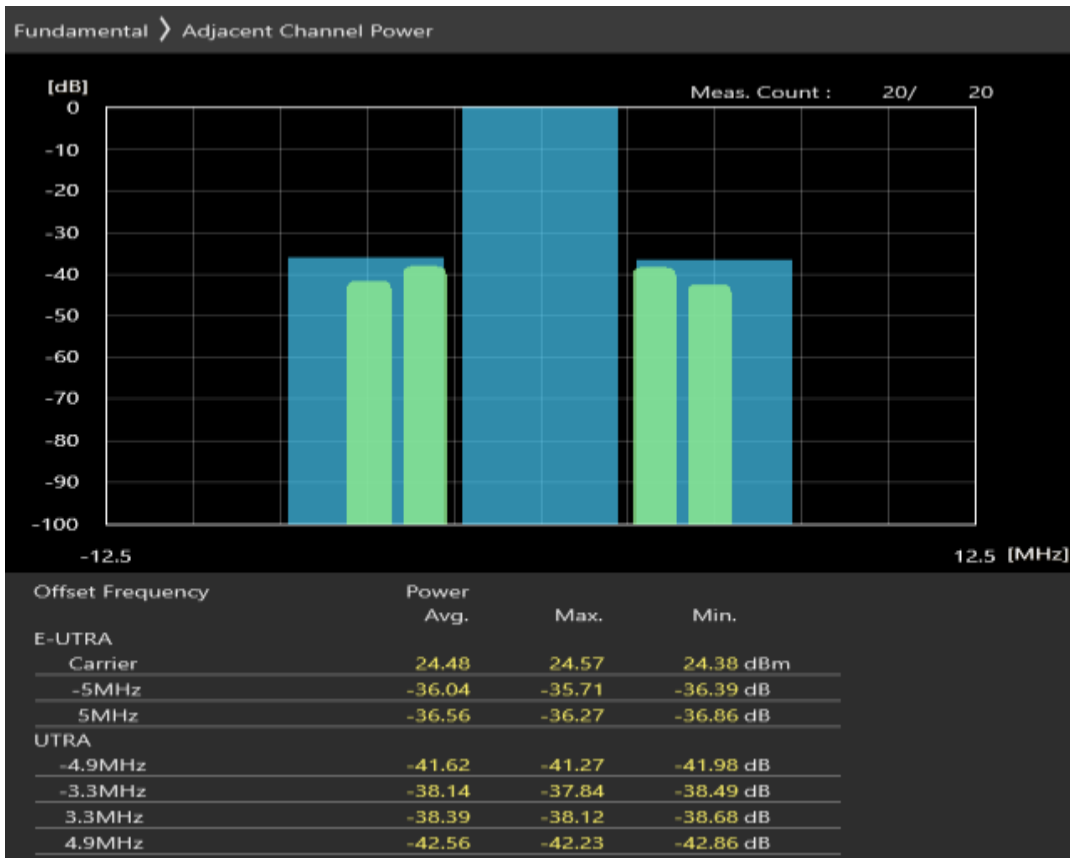 Fundamental 〉 Adjacent Channel Power
[dB]
Meas. Count : 20/ 20
0
-10
-20
-30
-40
-50
-60
-70
-80
-90
-100
-12.5 12.5 [MHz]
Offset Frequency Power
Avg. Max. Min.
E-UTRA
Carrier 24.48 24.57 24.38 dBm
-5MHz -36.04 -35.71 -36.39 dB
5MHz -36.56 -36.27 -36.86 dB
UTRA
-4.9MHz -41.62 -41.27 -41.98 dB
-3.3MHz -38.14 -37.84 -38.49 dB
3.3MHz -38.39 -38.12 -38.68 dB
4.9MHz -42.56 -42.23 -42.86 dB